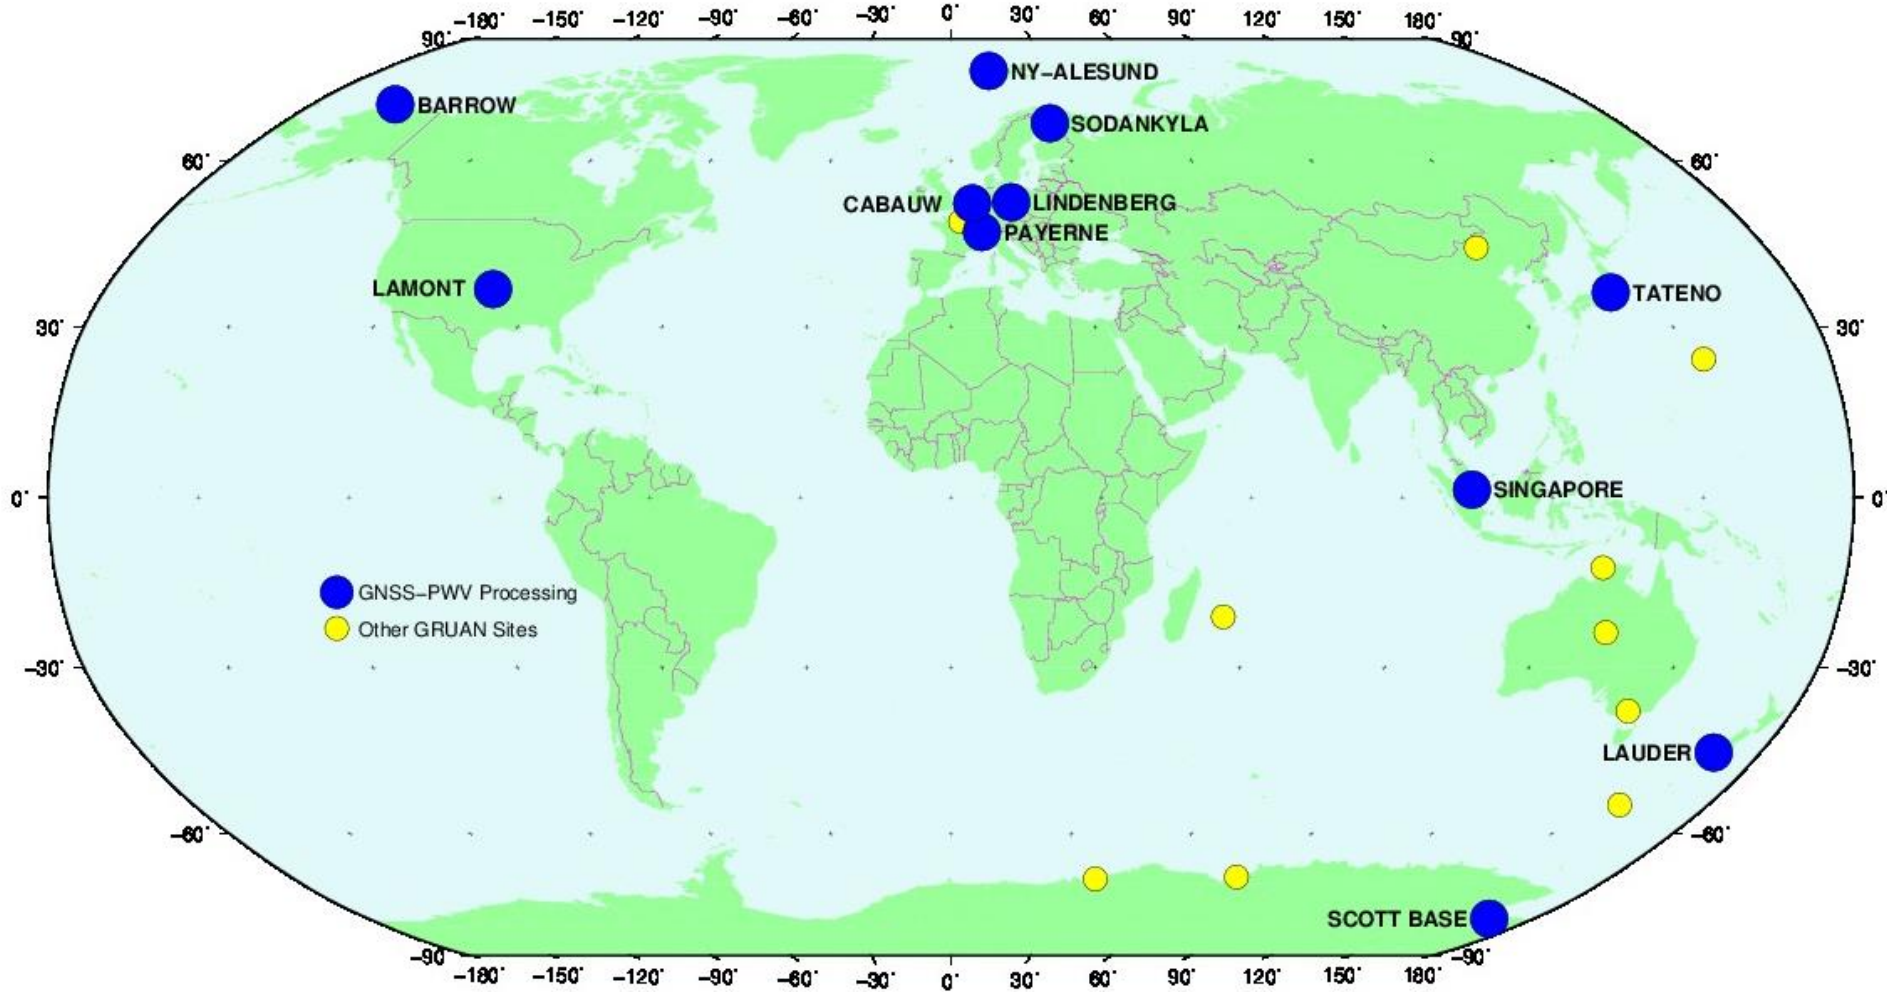 -180° -150° -120° -90° -60° -30° 0° 30° 60° 90° 120° 150° 180°
90° 90°
NY-ALESUND
BARROW
SODANKYLA
60° 60°
CABAUW LINDENBERG
PAYERNE
LAMONT TATENO
30° 30°
SINGAPORE
0° 0°
GNSS-PWV Processing
Other GRUAN Sites
-30° -30°
LAUDER
-60° -60°
SCOTT BASE
-90° -90°
-180° -150° -120° -90° -60° -30° 0° 30° 60° 90° 120° 150° 180°